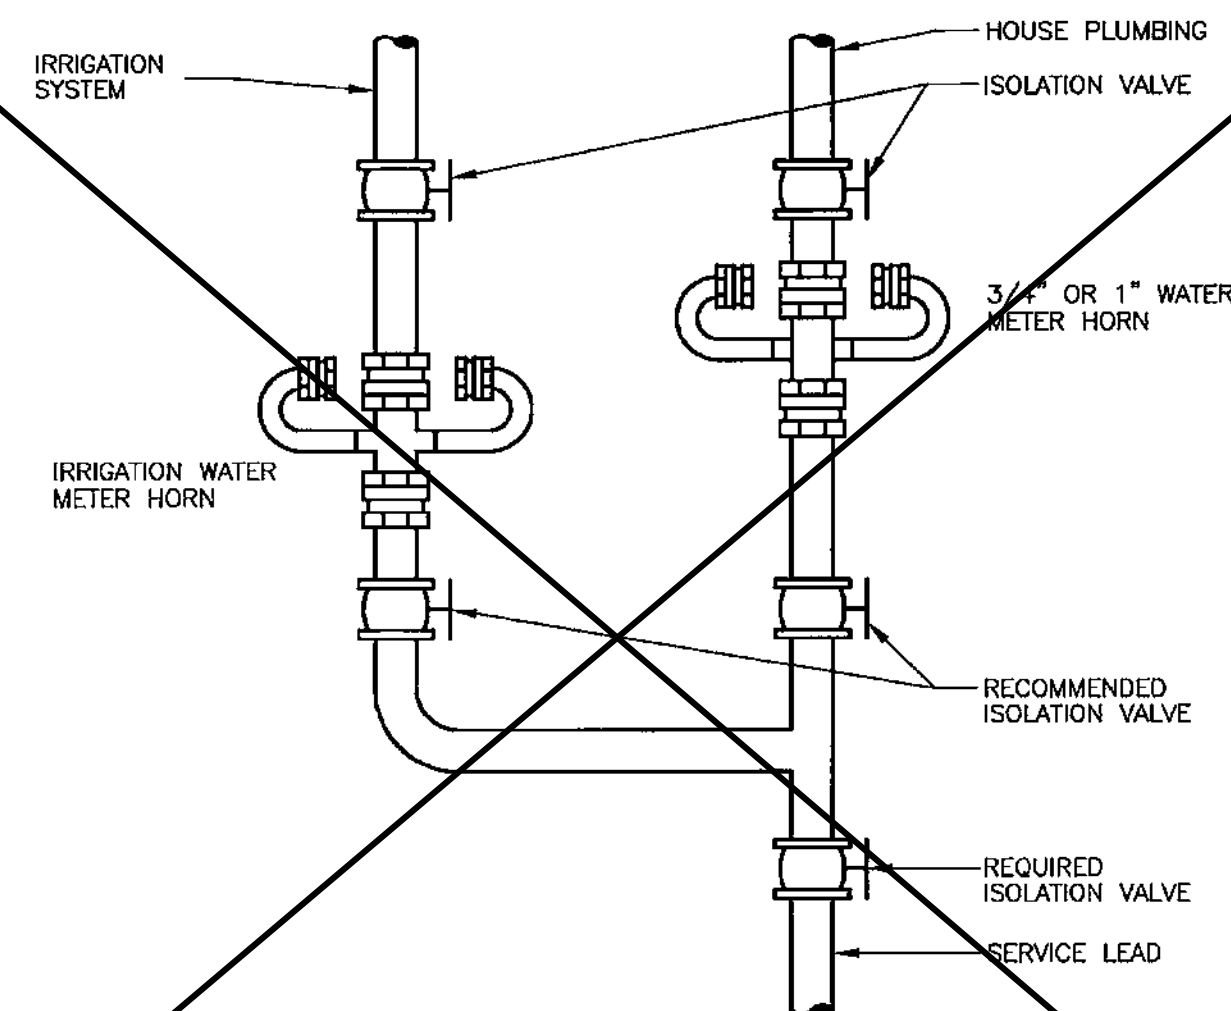 HOUSE PLUMBING
IRRIGATION
SYSTEM
ISOLATION VALVE
3/4" OR 1" WATER
METER HORN
IRRIGATION WATER
METER HORN
RECOMMENDED
ISOLATION VALVE
REQUIRED
ISOLATION VALVE
SERVICE LEAD